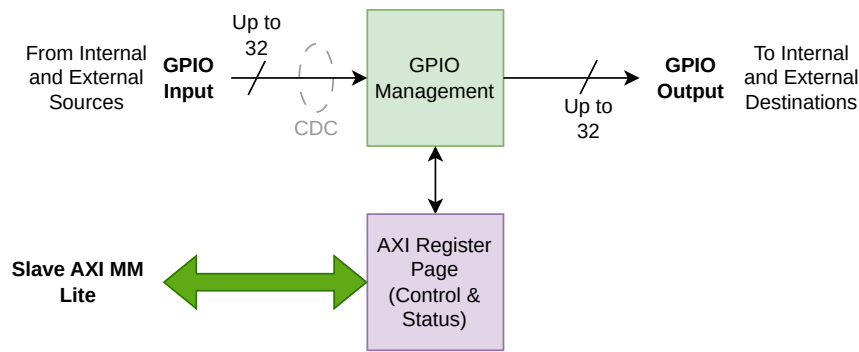 From Internal
and External
Sources
GPIO
Input
Up to
32
CDC
GPIO
Management
Up to
32
GPIO
Output
To Internal
and External
Destinations
Slave AXI MM
Lite
AXI Register
Page
(Control &
Status)